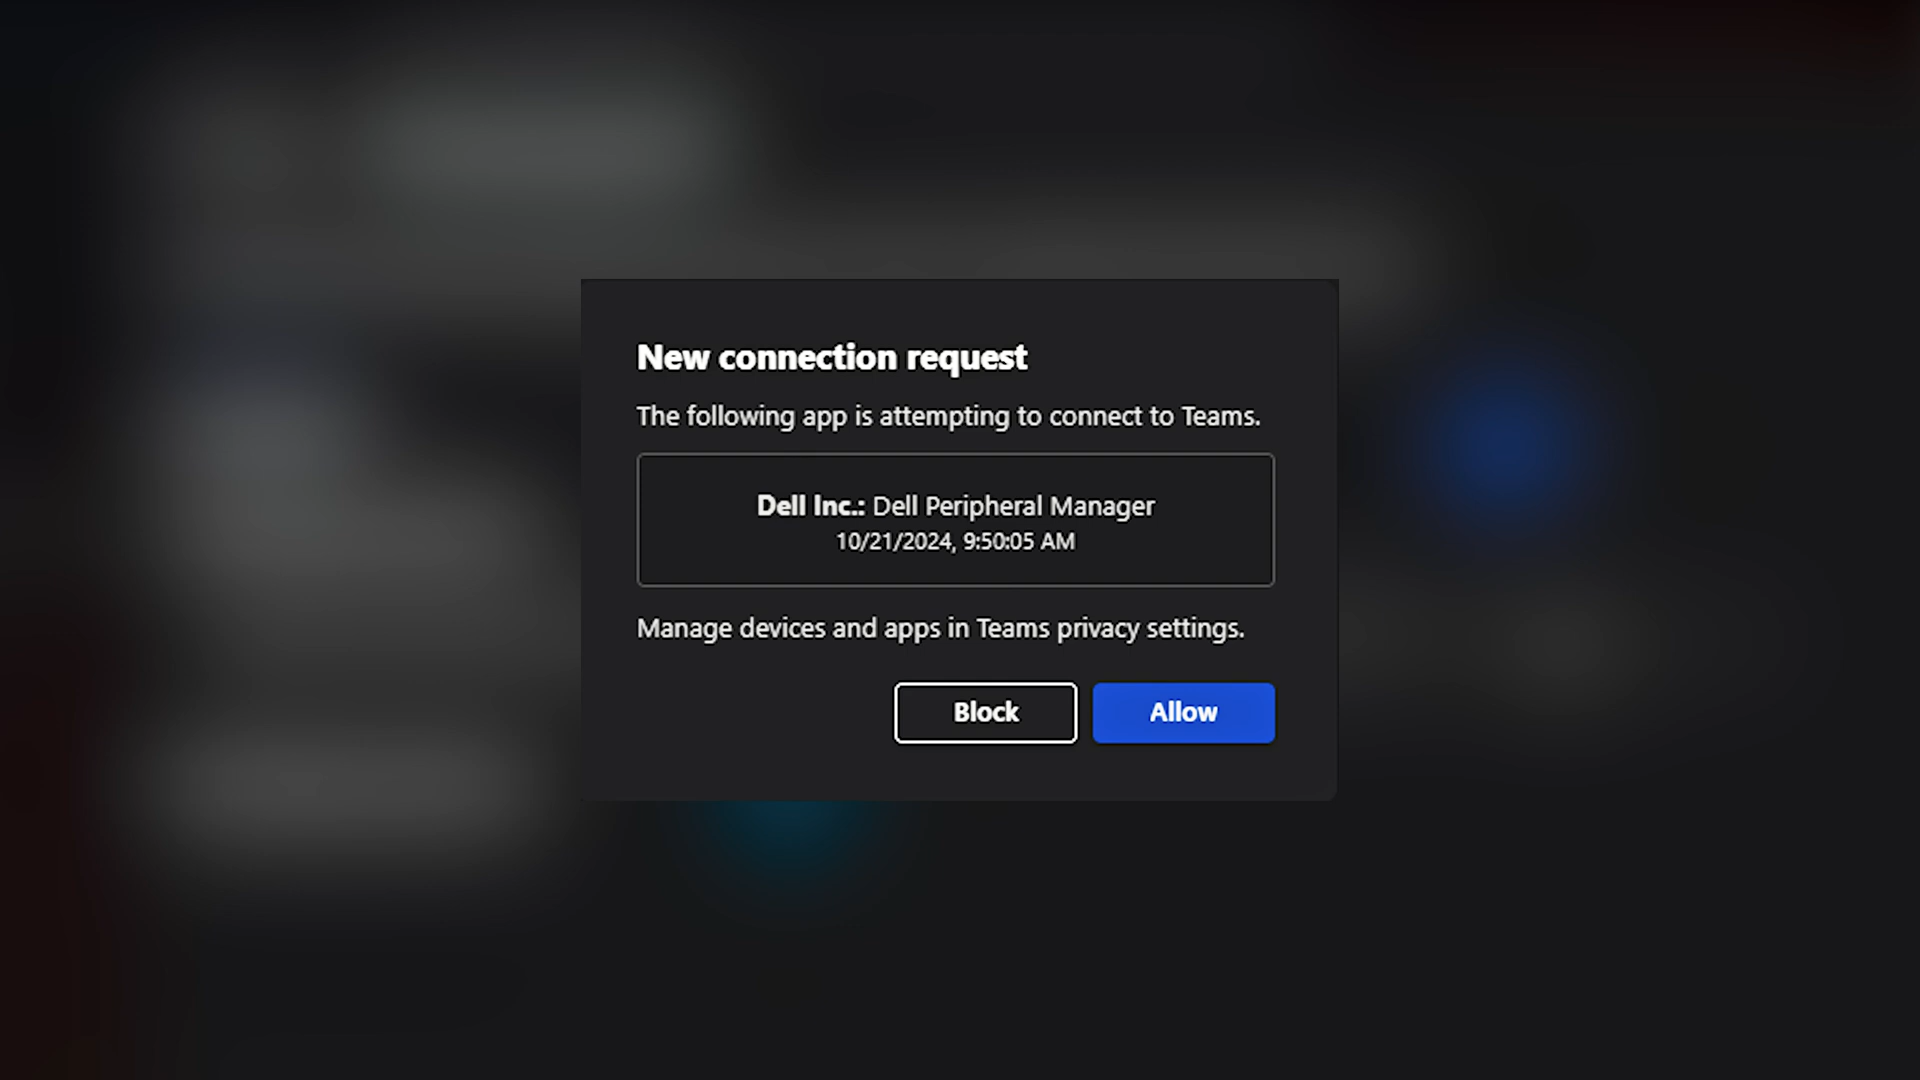 New connection request
The following app is attempting to connect to Teams.
Dell Inc.: Dell Peripheral Manager
10/21/2024, 9:50:05 AM
Manage devices and apps in Teams privacy settings.
Block Allow